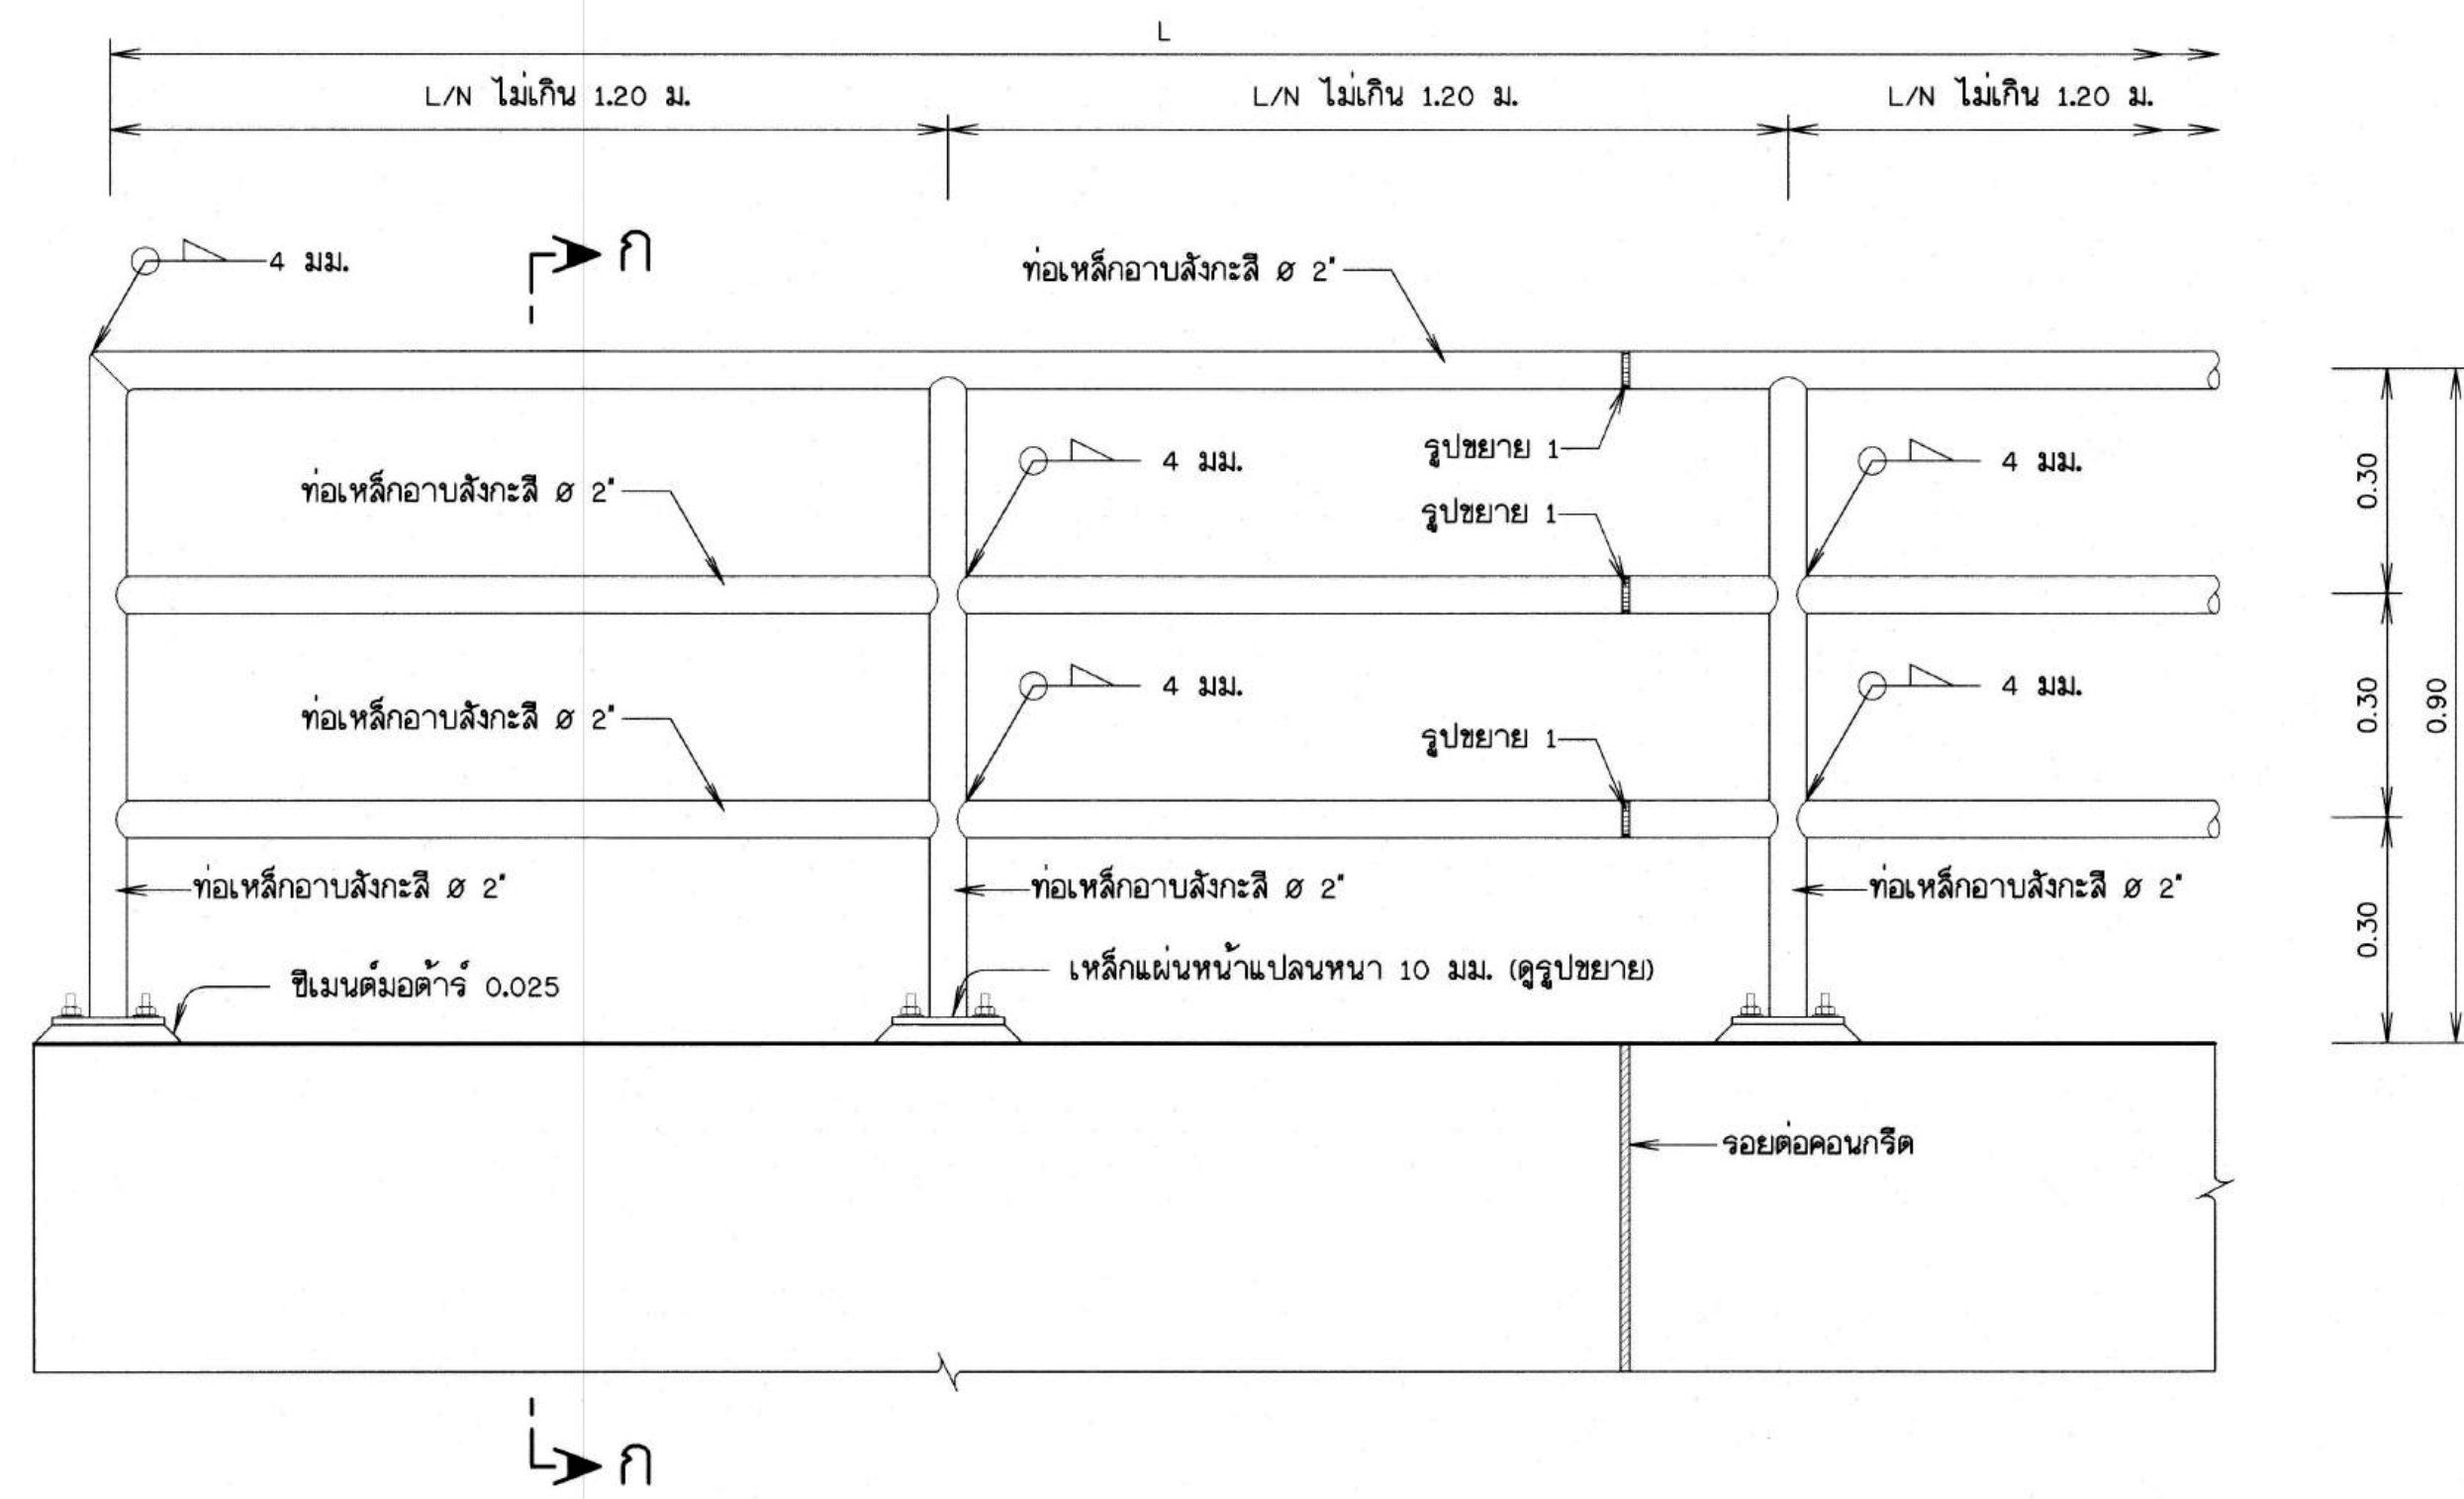 L
L/N ไม่เกิน 1.20 ม.
L/N ไม่เกิน 1.20 ม.
L/N ไม่เกิน 1.20 ม.
4 มม.
ก
ท่อเหล็กอาบสังกะสี ø 2"
ท่อเหล็กอาบสังกะสี ø 2"
4 มม.
รูปขยาย 1
4 มม.
รูปขยาย 1
0.30
ท่อเหล็กอาบสังกะสี ø 2"
4 มม.
รูปขยาย 1
4 มม.
0.30
0.90
ท่อเหล็กอาบสังกะสี ø 2"
ท่อเหล็กอาบสังกะสี ø 2"
ท่อเหล็กอาบสังกะสี ø 2"
0.30
ซีเมนต์มอต้าร์ 0.025
เหล็กแผ่นหน้าแปลนหนา 10 มม. (ดูรูปขยาย)
รอยต่อคอนกรีต
ก